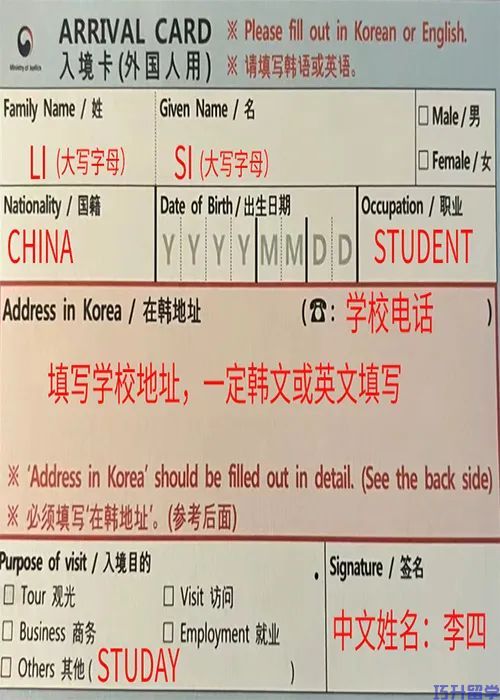 ARRIVAL CARD
入境卡(外国人用)
※ Please fill out in Korean or English.
※ 请填写韩语或英语。
Ministry of Justice
Family Name / 姓
Given Name / 名
□ Male/男
□ Female/女
LI (大写字母)
SI (大写字母)
Nationality / 国籍
Date of Birth/出生日期
Occupation / 职业
CHINA
YYYYMMDD
STUDENT
Address in Korea / 在韩地址
(☎: 学校电话 )
填写学校地址，一定韩文或英文填写
※ 'Address in Korea' should be filled out in detail. (See the back side)
※ 必须填写'在韩地址'。(参考后面)
Purpose of visit / 入境目的
Signature / 签名
□ Tour 观光
□ Visit 访问
□ Business 商务
□ Employment 就业
□ Others 其他( STUDAY )
中文姓名：李四
巧升留学